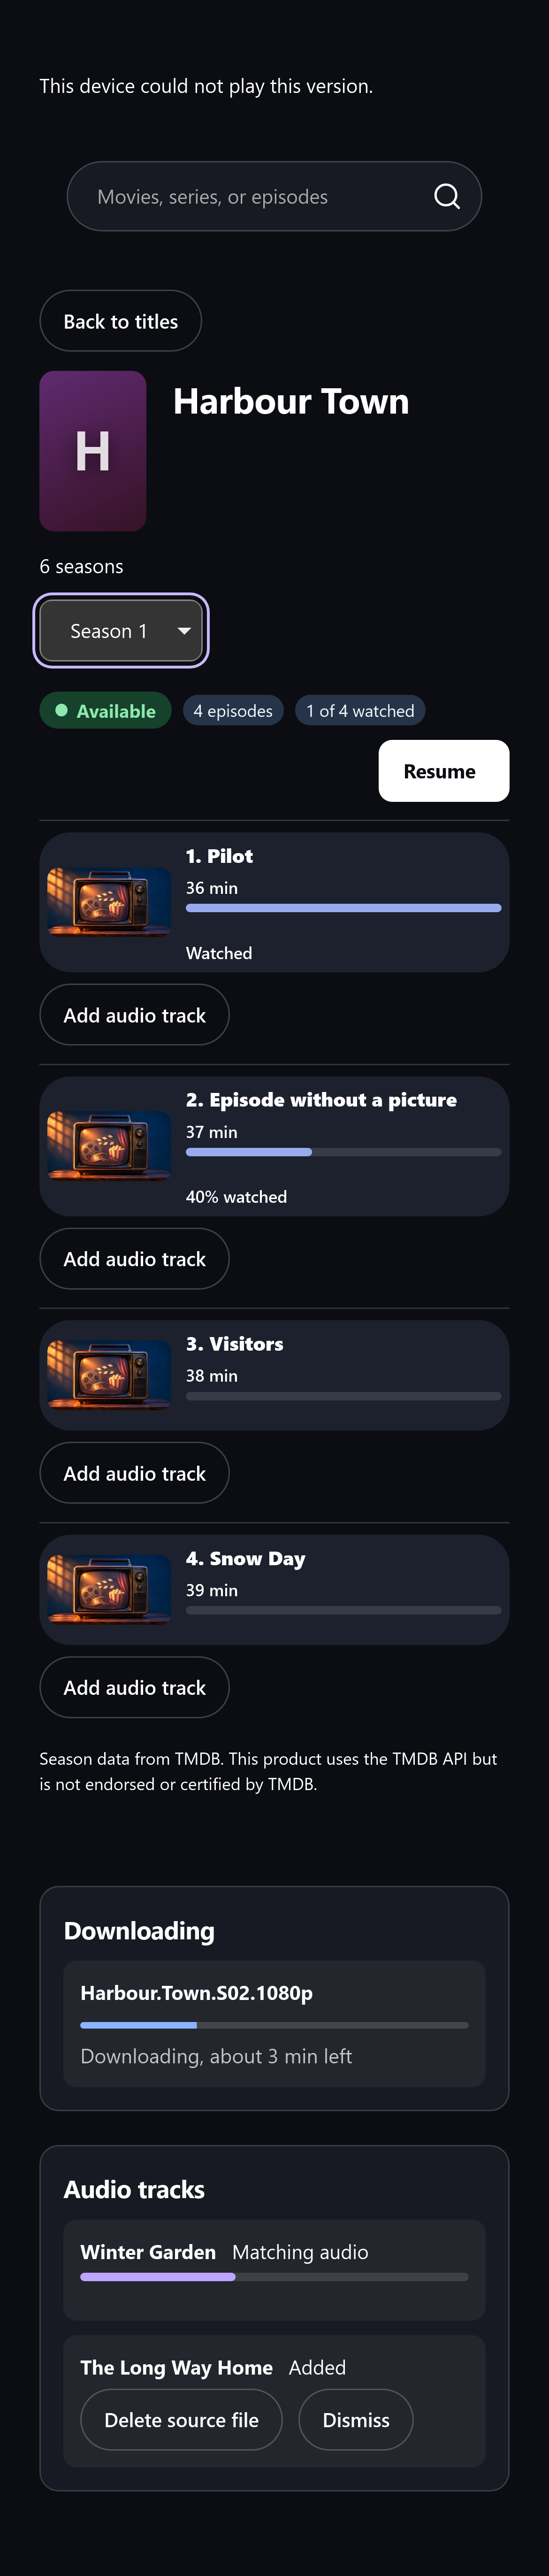 This device could not play this version.
Movies, series, or episodes
Back to titles
H
Harbour Town
6 seasons
Season 1
Available
4 episodes
1 of 4 watched
Resume
1. Pilot
36 min
Watched
Add audio track
2. Episode without a picture
37 min
40% watched
Add audio track
3. Visitors
38 min
Add audio track
4. Snow Day
39 min
Add audio track
Season data from TMDB. This product uses the TMDB API but
is not endorsed or certified by TMDB.
Downloading
Harbour.Town.S02.1080p
Downloading, about 3 min left
Audio tracks
Winter Garden Matching audio
The Long Way Home Added
Delete source file
Dismiss